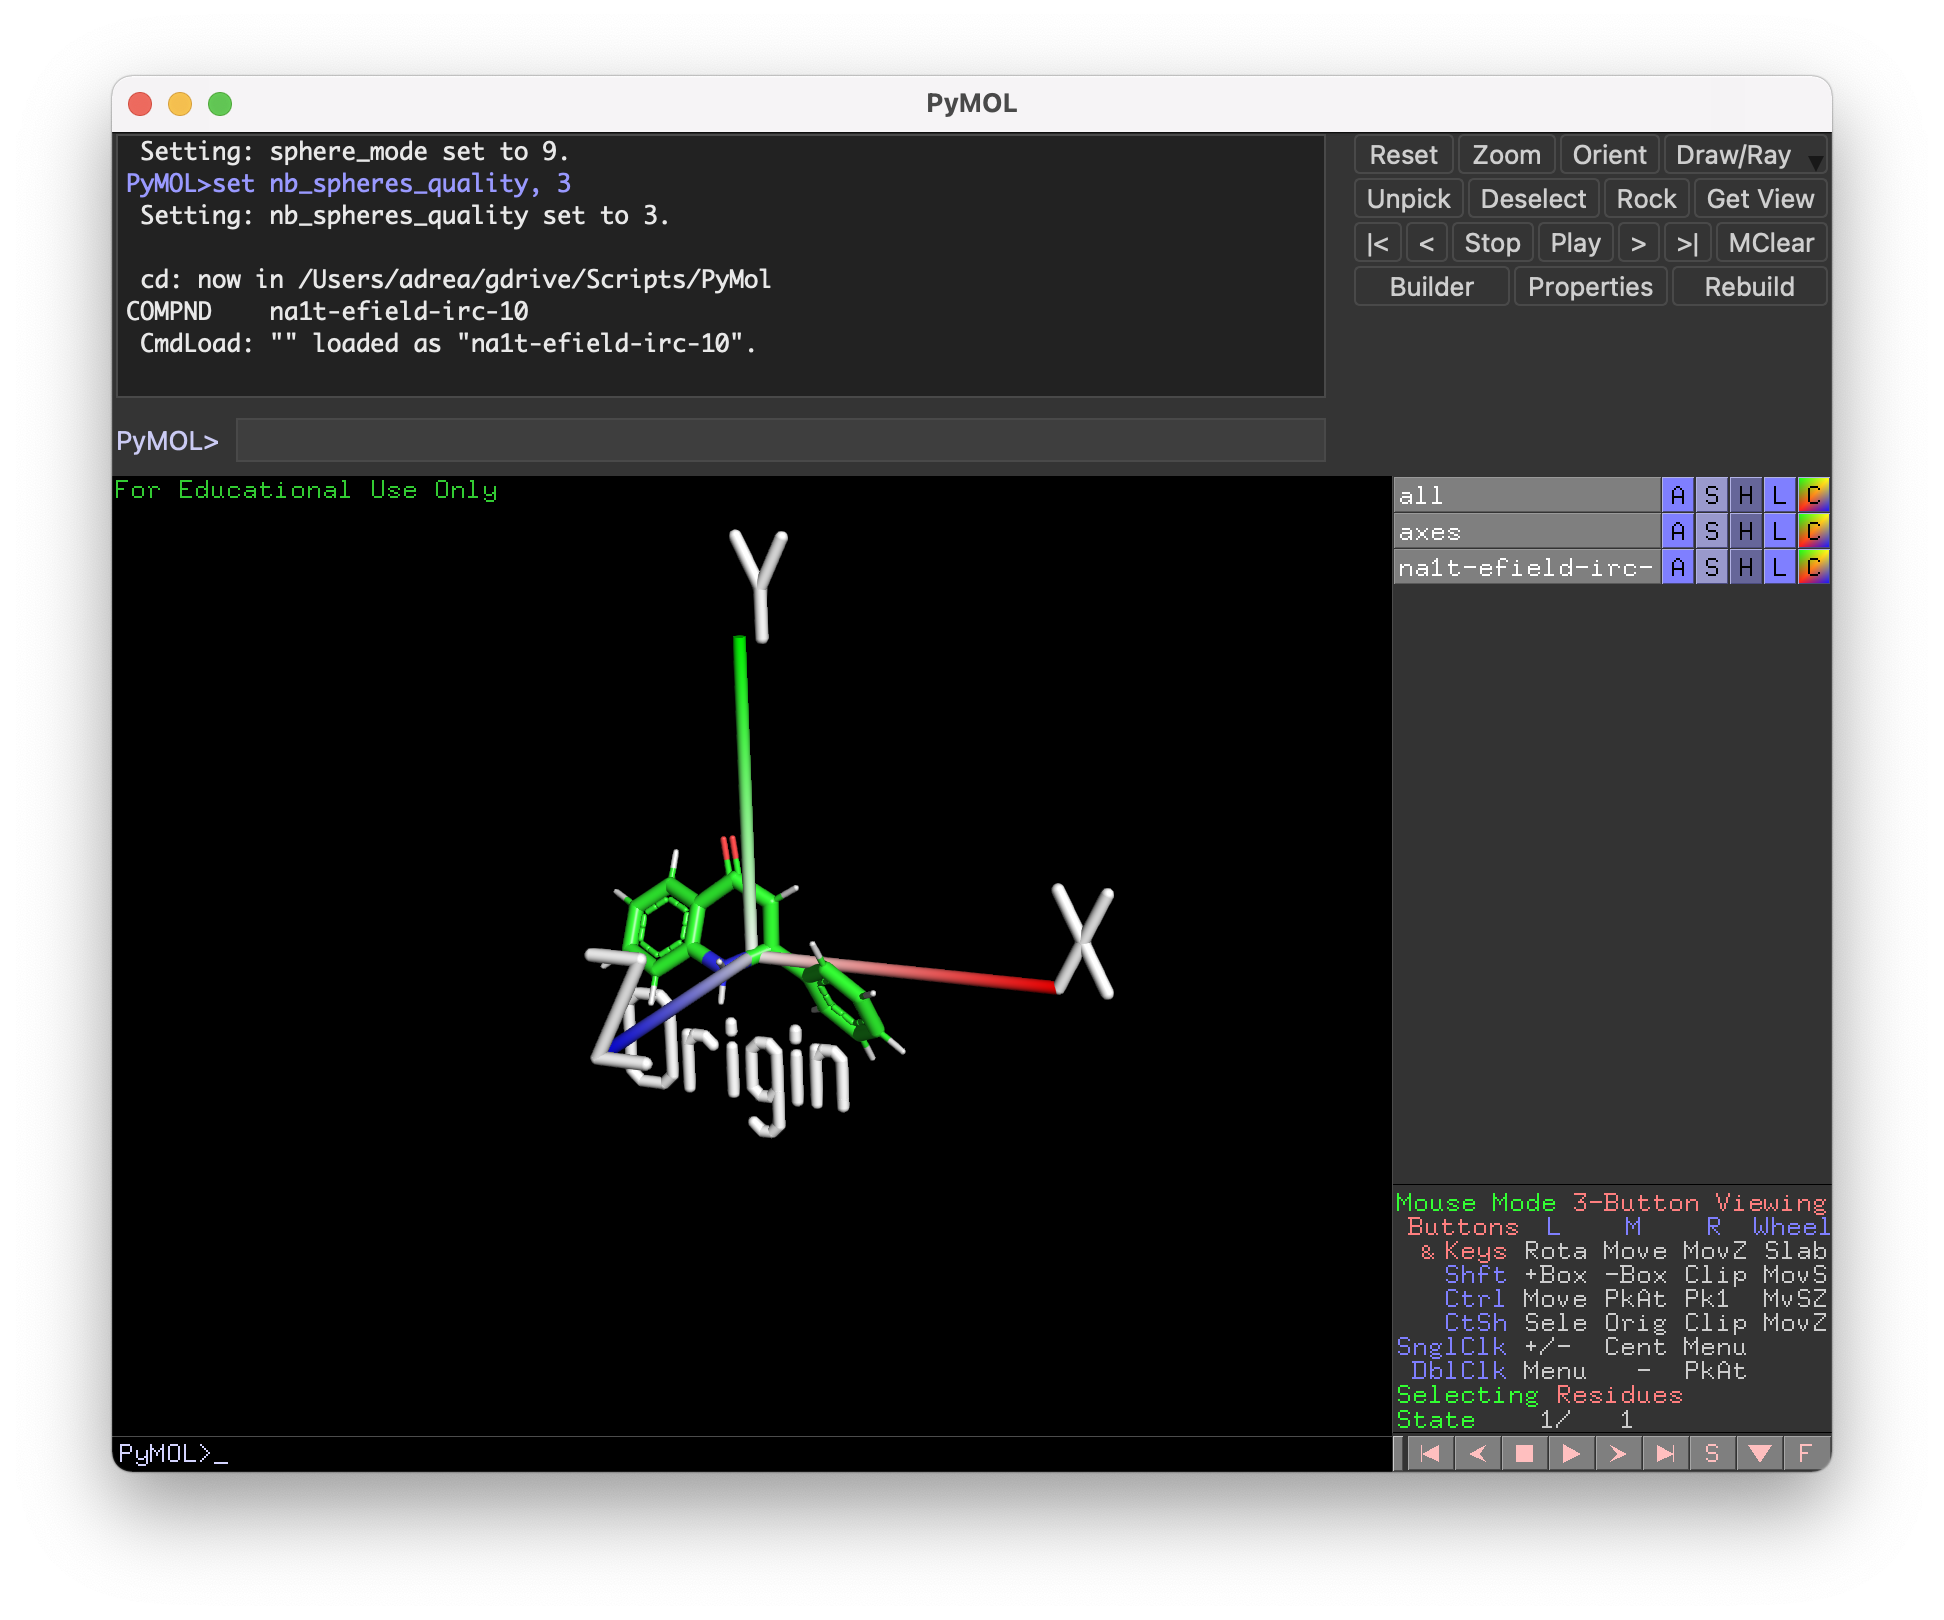 PyMOL
Setting: sphere_mode set to 9.
PyMOL>set nb_spheres_quality, 3
Setting: nb_spheres_quality set to 3.
cd: now in /Users/adrea/gdrive/Scripts/PyMol
COMPND    na1t-efield-irc-10
CmdLoad: "" loaded as "na1t-efield-irc-10".
PyMOL>
Reset Zoom Orient Draw/Ray
Unpick Deselect Rock Get View
|< < Stop Play > >| MClear
Builder Properties Rebuild
For Educational Use Only
Y
X
Z
Origin
all A S H L C
axes A S H L C
na1t-efield-irc- A S H L C
Mouse Mode 3-Button Viewing
Buttons L M R Wheel
& Keys Rota Move MovZ Slab
Shft +Box -Box Clip MovS
Ctrl Move PkAt Pk1 MvSZ
CtSh Sele Orig Clip MovZ
SnglClk +/- Cent Menu
DblClk Menu - PkAt
Selecting Residues
State 1/ 1
PyMOL>_
S F